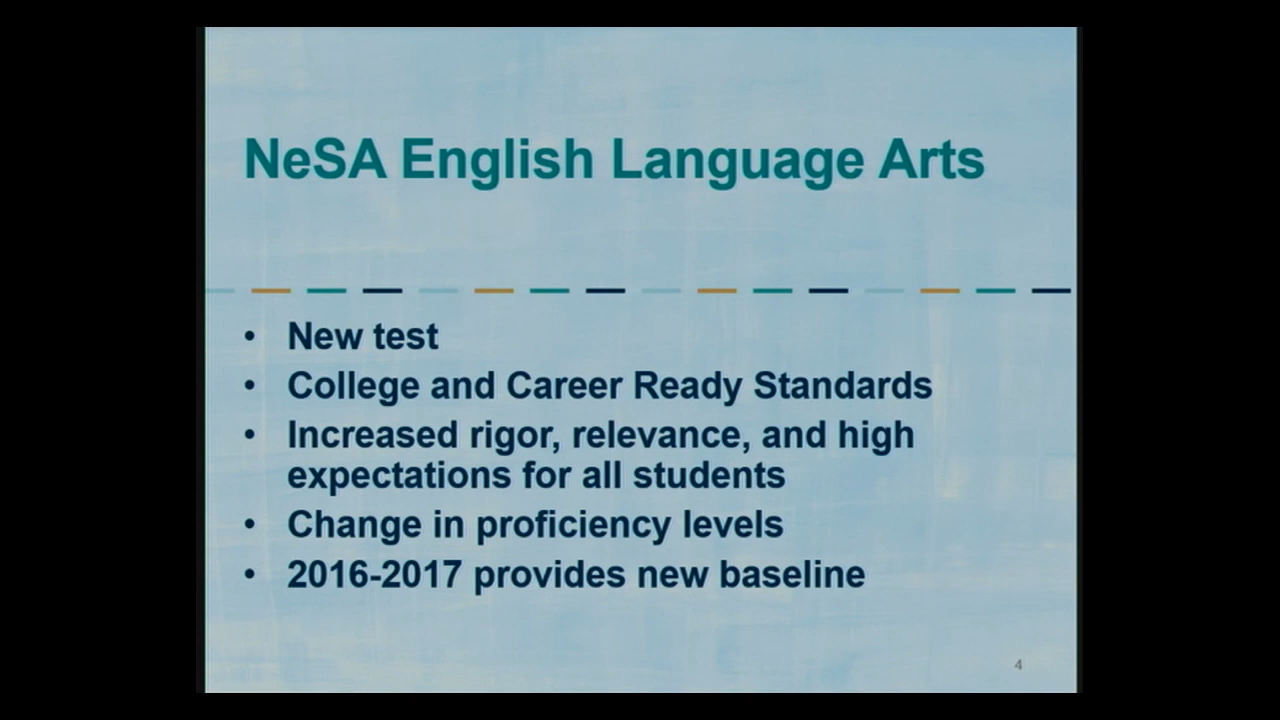 NeSA English Language Arts
• New test
• College and Career Ready Standards
• Increased rigor, relevance, and high
expectations for all students
• Change in proficiency levels
• 2016-2017 provides new baseline
4